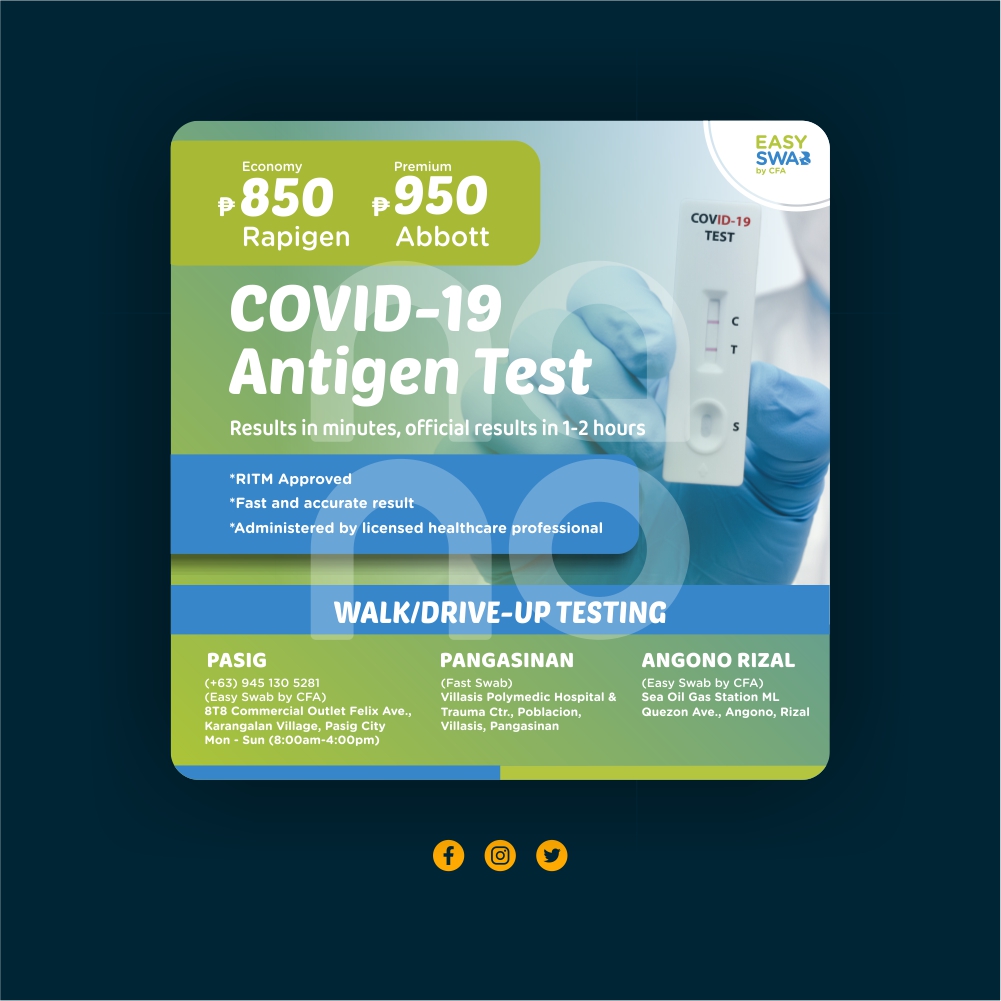 EASY
SWAB
by CFA
Economy
₱850
Rapigen
Premium
₱950
Abbott
COVID-19
TEST
C
T
S
COVID-19
Antigen Test
Results in minutes, official results in 1-2 hours
*RITM Approved
*Fast and accurate result
*Administered by licensed healthcare professional
nano
WALK/DRIVE-UP TESTING
PASIG
(+63) 945 130 5281
(Easy Swab by CFA)
8T8 Commercial Outlet Felix Ave.,
Karangalan Village, Pasig City
Mon - Sun (8:00am-4:00pm)
PANGASINAN
(Fast Swab)
Villasis Polymedic Hospital &
Trauma Ctr., Poblacion,
Villasis, Pangasinan
ANGONO RIZAL
(Easy Swab by CFA)
Sea Oil Gas Station ML
Quezon Ave., Angono, Rizal